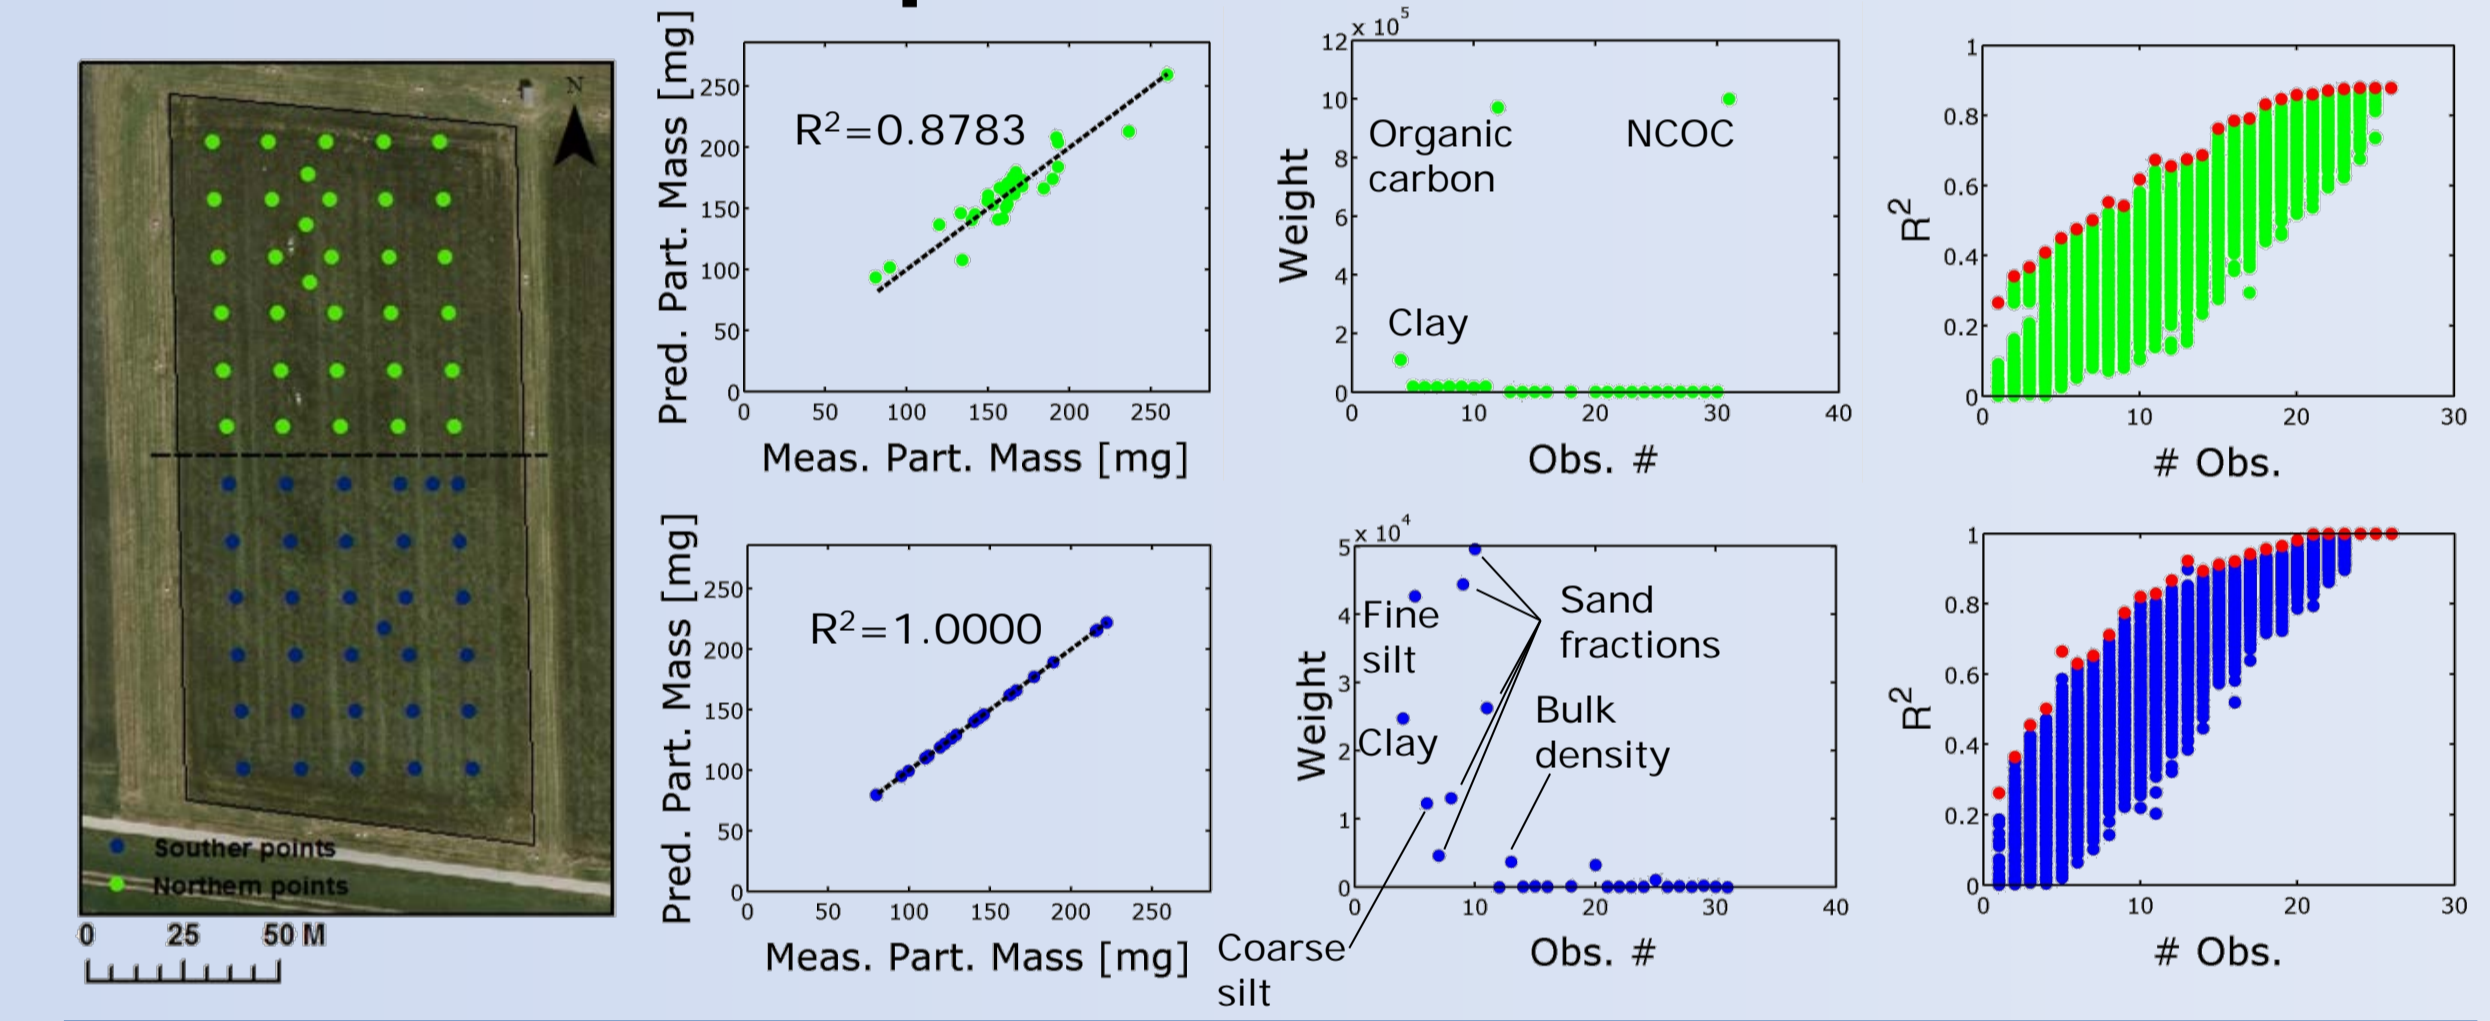 N
Souther points
Northern points
0 25 50 M
Pred. Part. Mass [mg]
250
200
150
100
50
0
R²=0.8783
0 50 100 150 200 250
Meas. Part. Mass [mg]
x 10⁵
Weight
12
10
8
6
4
2
0
Organic
carbon
NCOC
Clay
0 10 20 30 40
Obs. #
R²
1
0.8
0.6
0.4
0.2
0
0 10 20 30
# Obs.
Pred. Part. Mass [mg]
250
200
150
100
50
0
R²=1.0000
0 50 100 150 200 250
Meas. Part. Mass [mg]
x 10⁴
Weight
5
4
3
2
1
0
Fine
silt
Clay
Sand
fractions
Bulk
density
Coarse
silt
0 10 20 30 40
Obs. #
R²
1
0.8
0.6
0.4
0.2
0
0 10 20 30
# Obs.